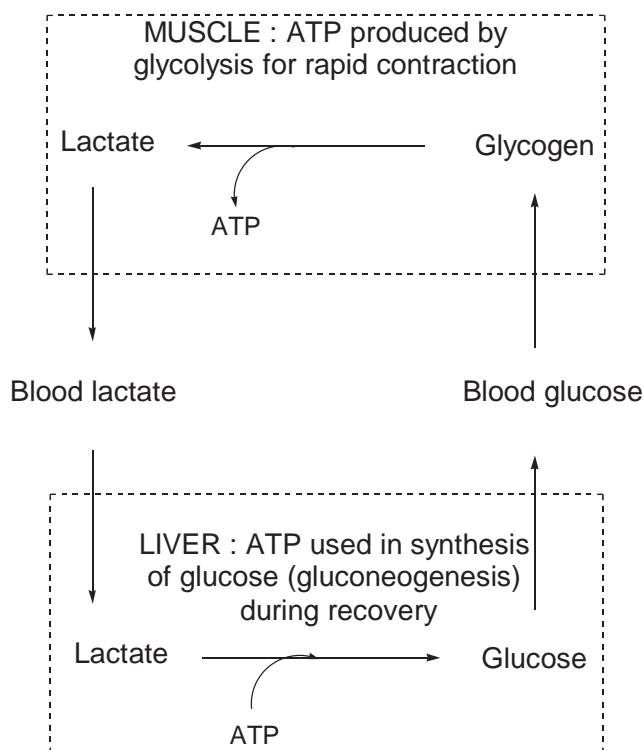 MUSCLE : ATP produced by
glycolysis for rapid contraction
Lactate
Glycogen
ATP
Blood lactate
Blood glucose
LIVER : ATP used in synthesis
of glucose (gluconeogenesis)
during recovery
Lactate
Glucose
ATP